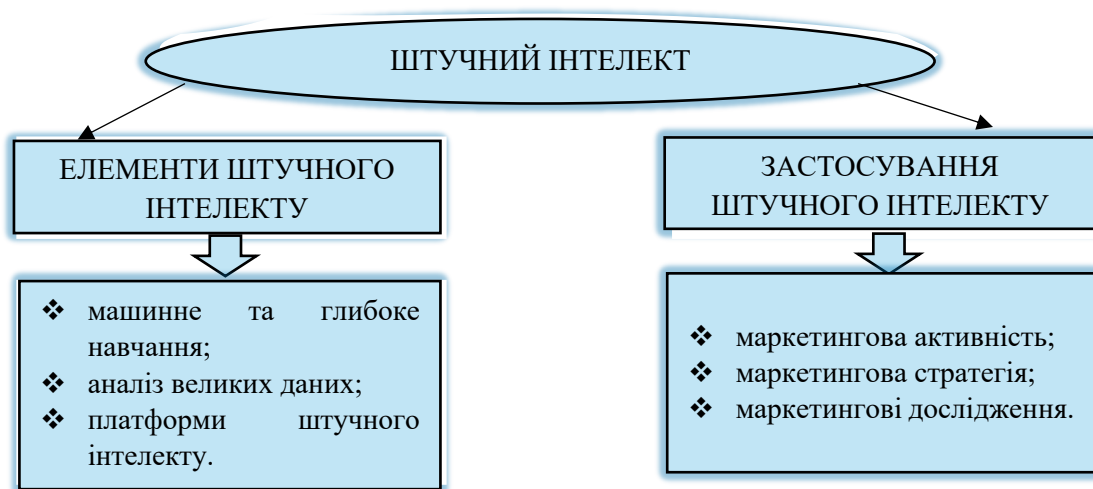 ШТУЧНИЙ ІНТЕЛЕКТ
ЕЛЕМЕНТИ ШТУЧНОГО
ІНТЕЛЕКТУ
❖ машинне та глибоке
навчання;
❖ аналіз великих даних;
❖ платформи штучного
інтелекту.
ЗАСТОСУВАННЯ
ШТУЧНОГО ІНТЕЛЕКТУ
❖ маркетингова активність;
❖ маркетингова стратегія;
❖ маркетингові дослідження.